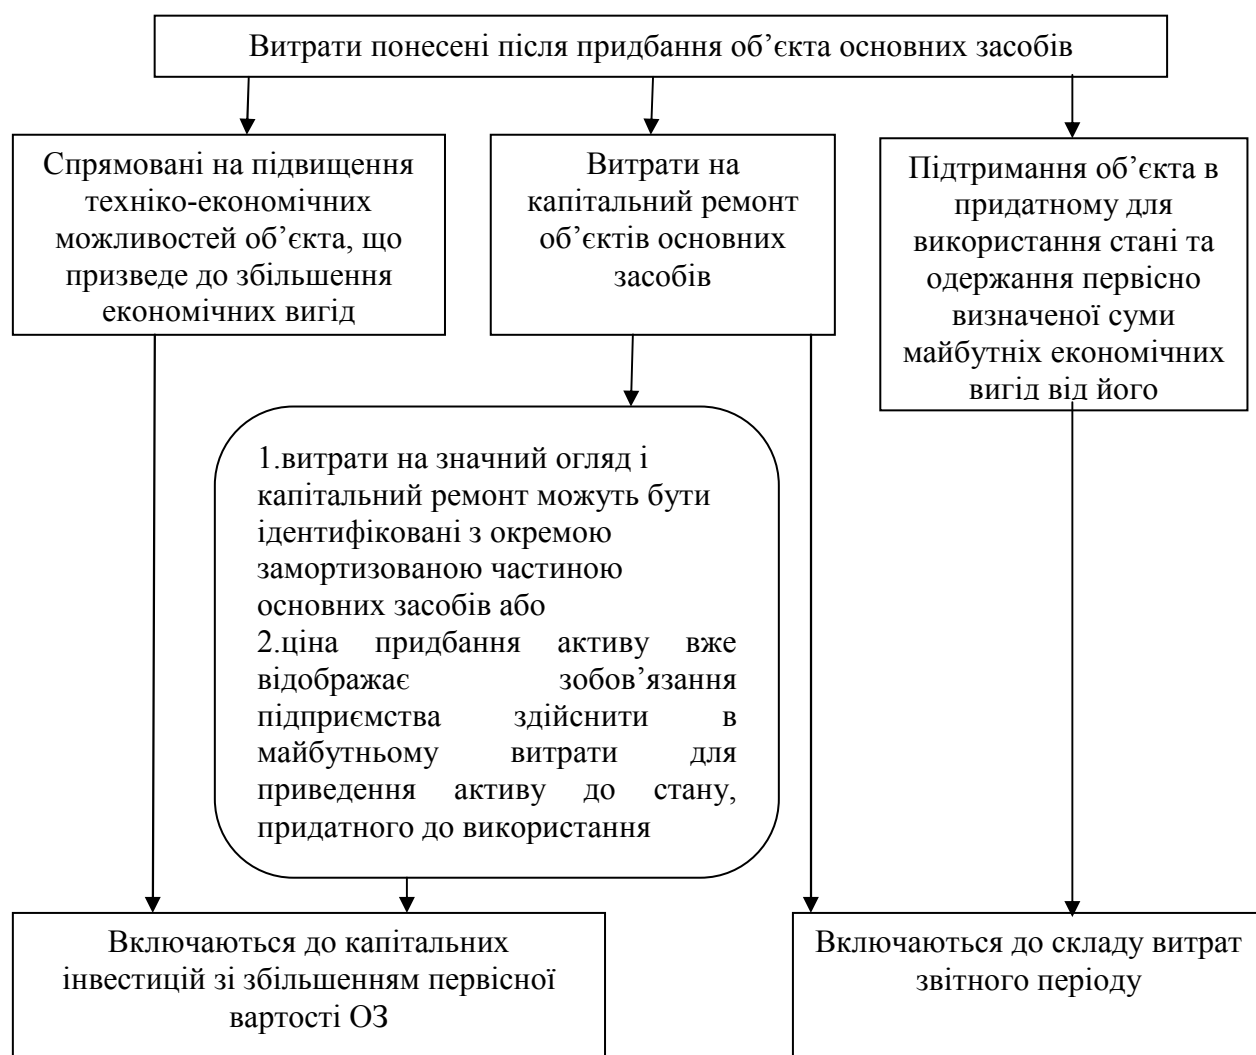 Витрати понесені після придбання об’єкта основних засобів
Спрямовані на підвищення
техніко-економічних
можливостей об’єкта, що
призведе до збільшення
економічних вигід
Витрати на
капітальний ремонт
об’єктів основних
засобів
Підтримання об’єкта в
придатному для
використання стані та
одержання первісно
визначеної суми
майбутніх економічних
вигід від його
1.витрати на значний огляд і
капітальний ремонт можуть бути
ідентифіковані з окремою
замортизованою частиною
основних засобів або
2.ціна придбання активу вже
відображає зобов’язання
підприємства здійснити в
майбутньому витрати для
приведення активу до стану,
придатного до використання
Включаються до капітальних
інвестицій зі збільшенням первісної
вартості ОЗ
Включаються до складу витрат
звітного періоду